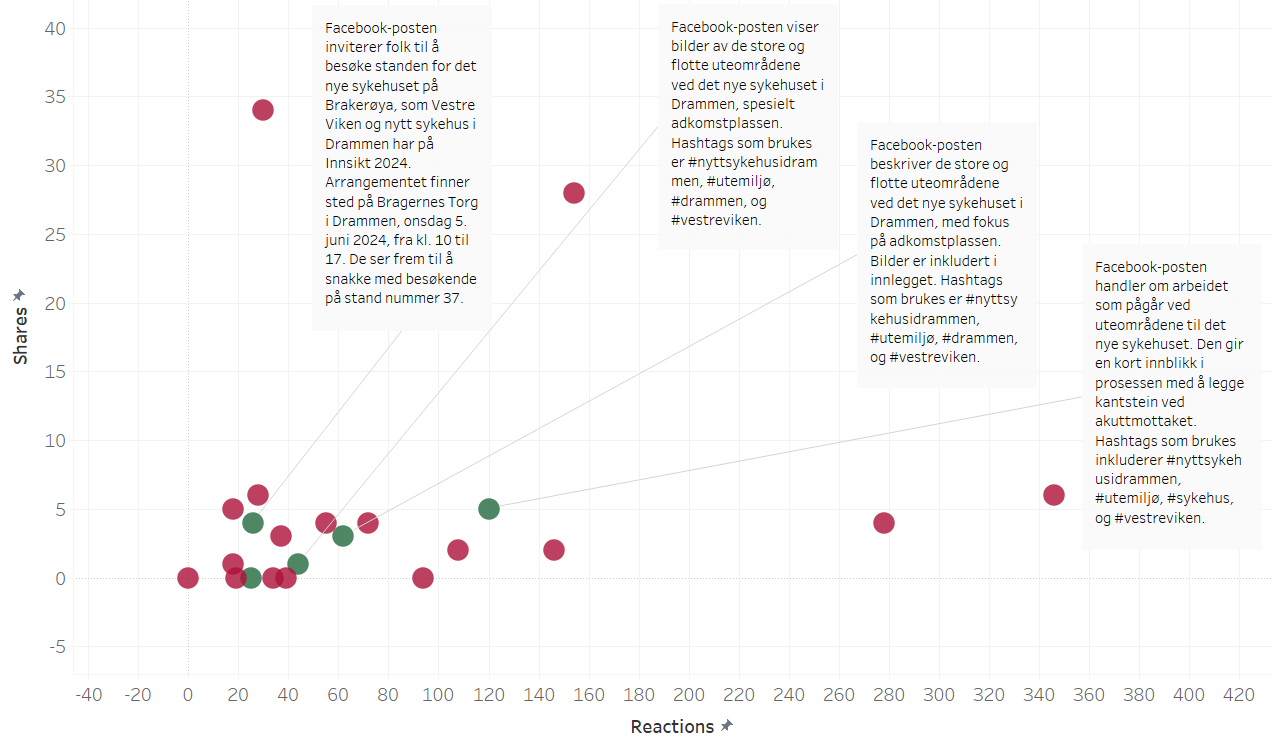 40
35
30
25
20
15
10
5
0
-5
Shares
Facebook-posten
inviterer folk til å
besøke standen for det
nye sykehuset på
Brakerøya, som Vestre
Viken og nytt sykehus i
Drammen har på
Innsikt 2024.
Arrangementet finner
sted på Bragernes Torg
i Drammen, onsdag 5.
juni 2024, fra kl. 10 til
17. De ser frem til å
snakke med besøkende
på stand nummer 37.
Facebook-posten viser
bilder av de store og
flotte uteområdene
ved det nye sykehuset i
Drammen, spesielt
adkomstplassen.
Hashtags som brukes
er #nyttsykehusidram
men, #utemiljø,
#drammen, og
#vestreviken.
Facebook-posten
beskriver de store og
flotte uteområdene
ved det nye sykehuset i
Drammen, med fokus
på adkomstplassen.
Bilder er inkludert i
innlegget. Hashtags
som brukes er #nyttsy
kehusidrammen,
#utemiljø, #drammen,
og #vestreviken.
Facebook-posten
handler om arbeidet
som pågår ved
uteområdene til det
nye sykehuset. Den gir
en kort innblikk i
prosessen med å legge
kantstein ved
akuttmottaket.
Hashtags som brukes
inkluderer #nyttsykeh
usidrammen,
#utemiljø, #sykehus,
og #vestreviken.
-40 -20 0 20 40 60 80 100 120 140 160 180 200 220 240 260 280 300 320 340 360 380 400 420
Reactions